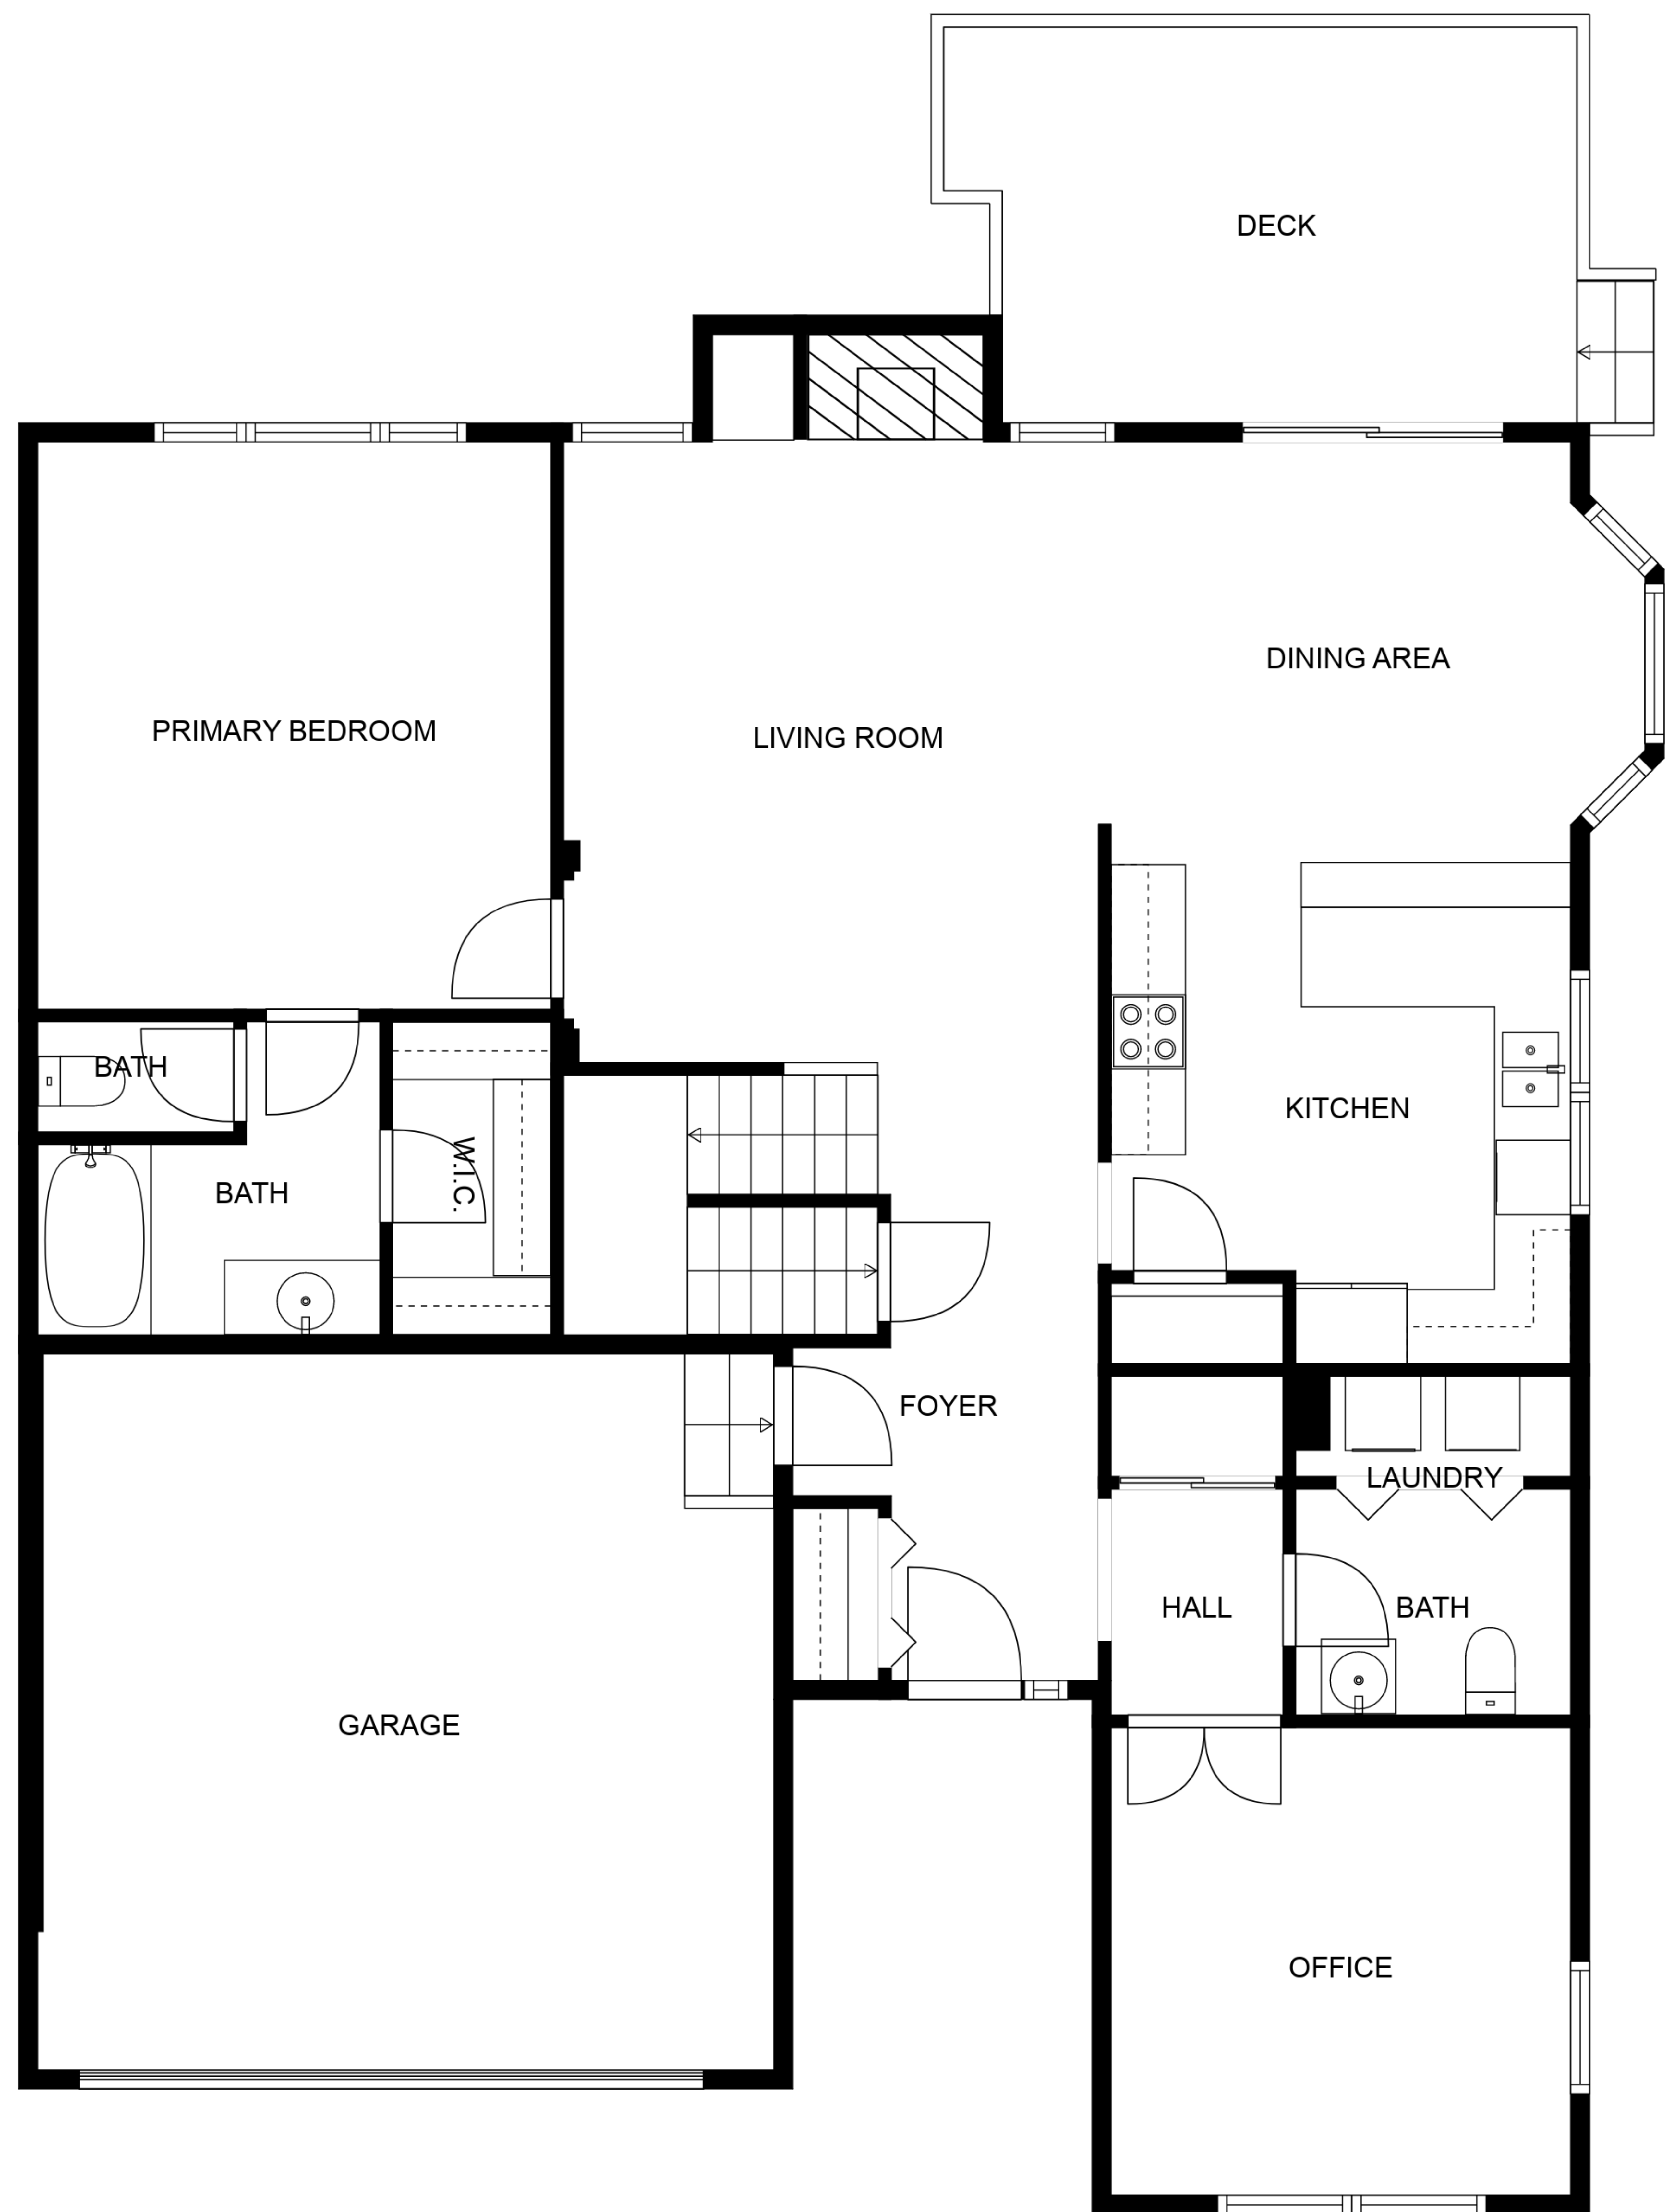 DECK
DINING AREA
PRIMARY BEDROOM
LIVING ROOM
BATH
KITCHEN
W.I.C.
BATH
FOYER
LAUNDRY
HALL
BATH
GARAGE
OFFICE